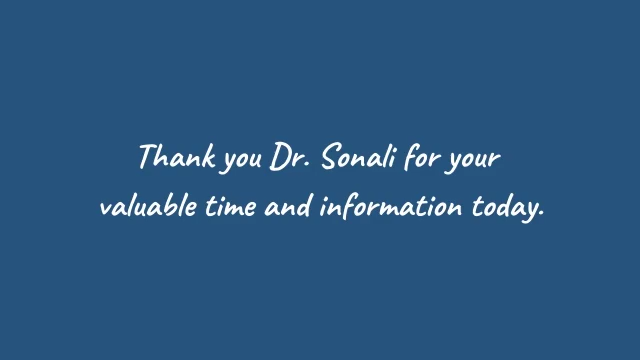 Thank you Dr. Sonali for your
valuable time and information today.